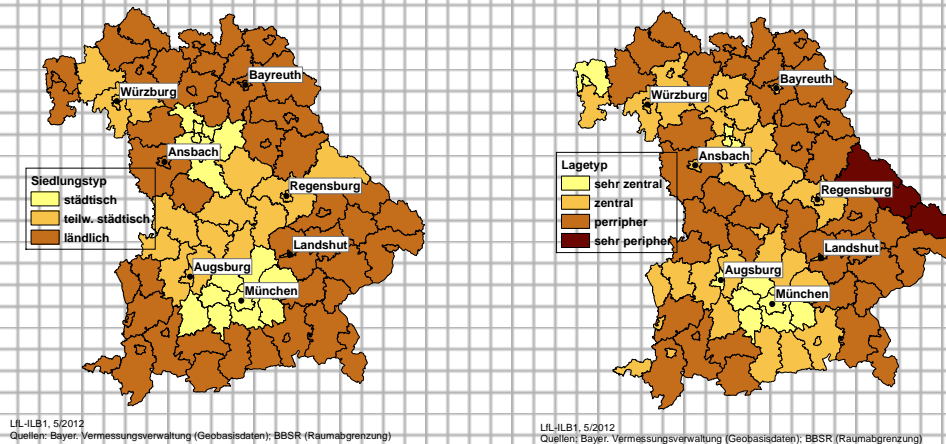 Bayreuth
Würzburg
Ansbach
Siedlungstyp
städtisch
teilw. städtisch
ländlich
Regensburg
Landshut
Augsburg
München
LfL-ILB1, 5/2012
Quellen: Bayer. Vermessungsverwaltung (Geobasisdaten); BBSR (Raumabgrenzung)
Bayreuth
Würzburg
Ansbach
Lagetyp
sehr zentral
zentral
perripher
sehr peripher
Regensburg
Landshut
Augsburg
München
LfL-ILB1, 5/2012
Quellen; Bayer. Vermessungsverwaltung (Geobasisdaten); BBSR (Raumabgrenzung)